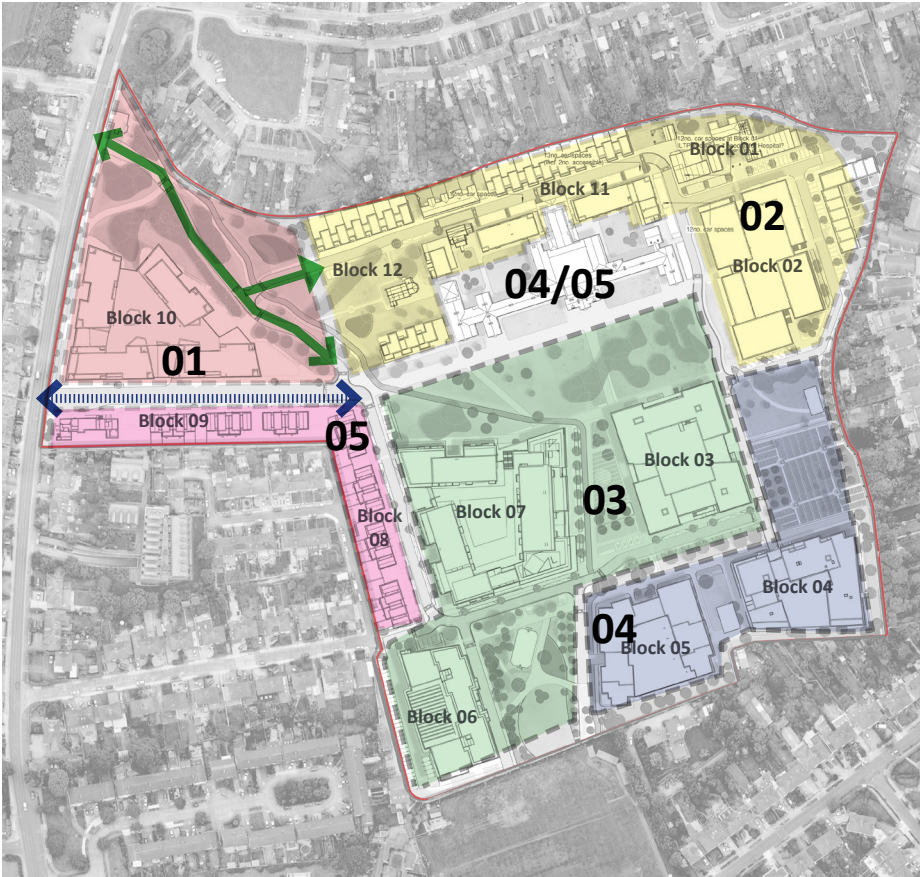 Block 01
Block 11
02
Block 12
Block 02
04/05
12no. car spaces
Block 10
01
Block 09
05
Block 03
03
Block 07
Block
08
Block 04
04
Block 05
Block 06